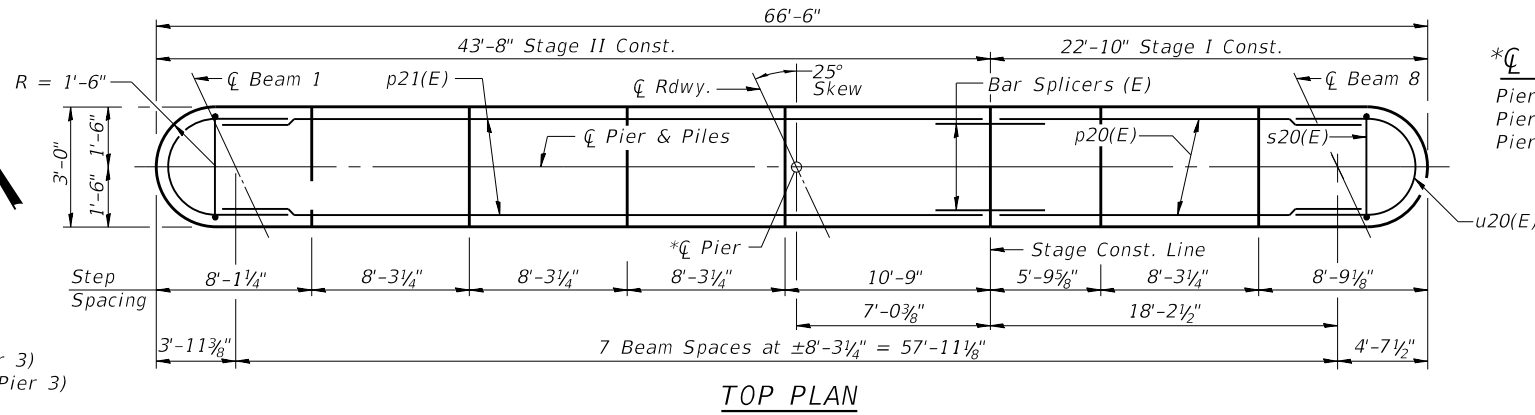 66'-6"
43'-8" Stage II Const.
22'-10" Stage I Const.
R = 1'-6"
℄ Beam 1
p21(E)
℄ Rdwy.
25°
Skew
Bar Splicers (E)
℄ Beam 8
*℄
Pier
Pier
Pier
3'-0"
1'-6"
1'-6"
℄ Pier & Piles
p20(E)
s20(E)
u20(E)
*℄ Pier
Stage Const. Line
Step
Spacing
8'-1¼"
8'-3¼"
8'-3¼"
8'-3¼"
10'-9"
5'-9⅝"
8'-3¼"
8'-9⅛"
7'-0⅜"
18'-2½"
3'-11⅜"
7 Beam Spaces at ±8'-3¼" = 57'-11⅛"
4'-7½"
3)
Pier 3)
TOP PLAN